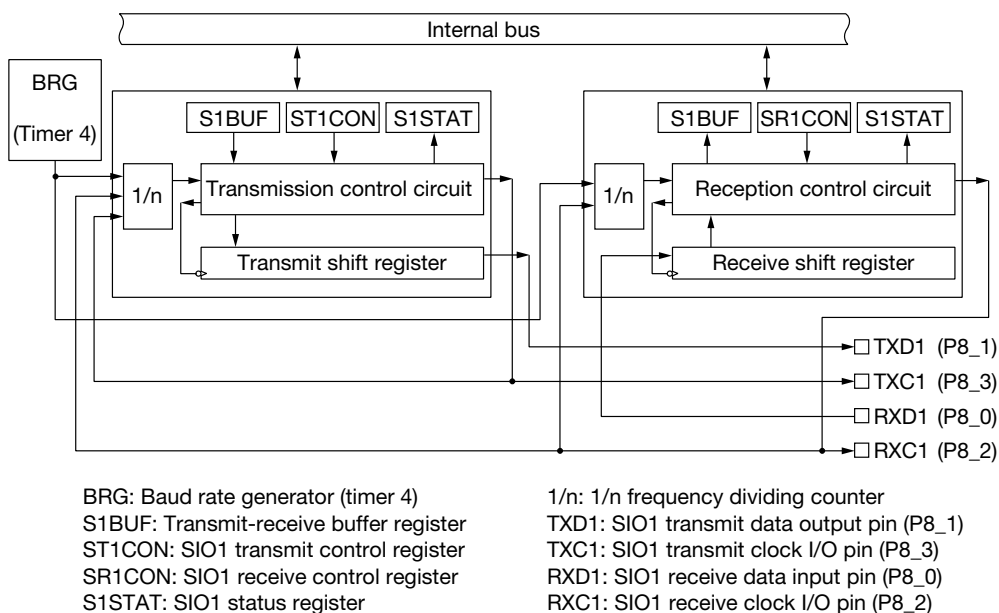 Internal bus
BRG
(Timer 4)
S1BUF ST1CON S1STAT
S1BUF SR1CON S1STAT
1/n
Transmission control circuit
1/n
Reception control circuit
Transmit shift register
Receive shift register
TXD1 (P8_1)
TXC1 (P8_3)
RXD1 (P8_0)
RXC1 (P8_2)
BRG: Baud rate generator (timer 4)
S1BUF: Transmit-receive buffer register
ST1CON: SIO1 transmit control register
SR1CON: SIO1 receive control register
S1STAT: SIO1 status register
1/n: 1/n frequency dividing counter
TXD1: SIO1 transmit data output pin (P8_1)
TXC1: SIO1 transmit clock I/O pin (P8_3)
RXD1: SIO1 receive data input pin (P8_0)
RXC1: SIO1 receive clock I/O pin (P8_2)